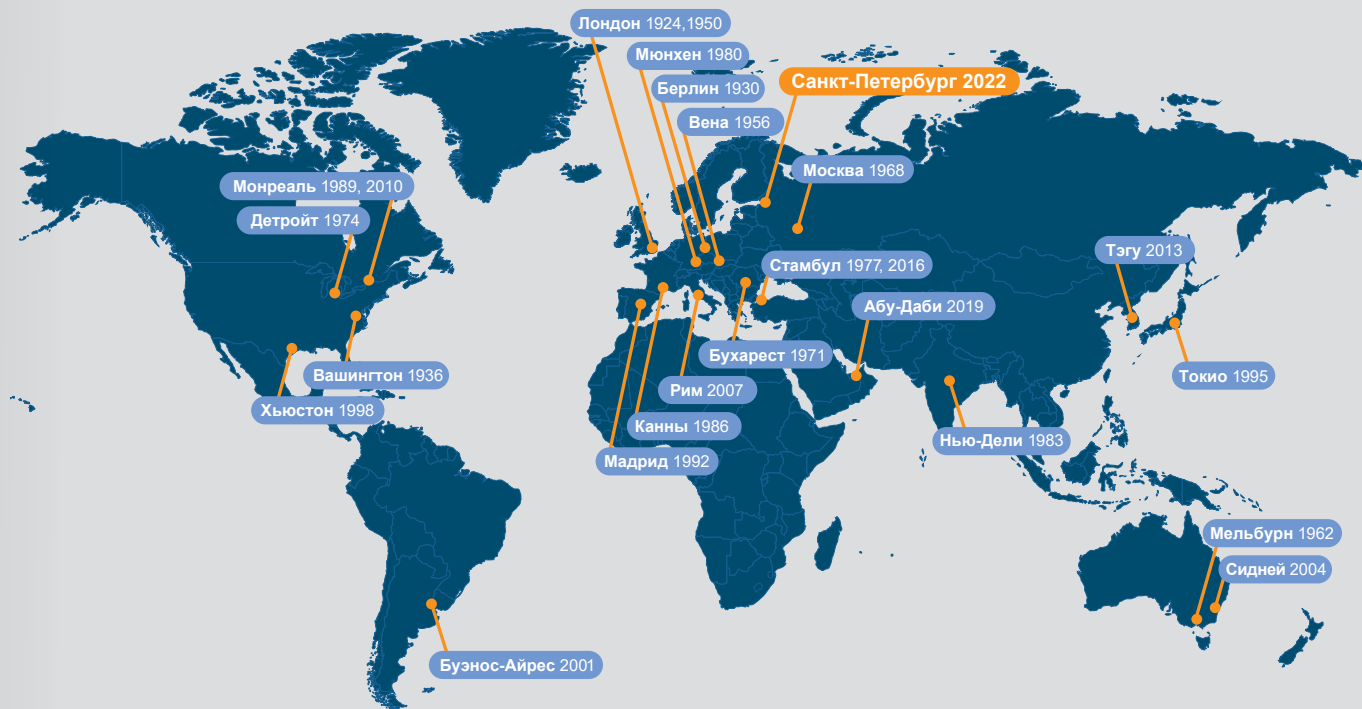 Лондон 1924,1950
Мюнхен 1980
Санкт-Петербург 2022
Берлин 1930
Вена 1956
Москва 1968
Монреаль 1989, 2010
Детройт 1974
Тэгу 2013
Стамбул 1977, 2016
Абу-Даби 2019
Бухарест 1971
Вашингтон 1936
Токио 1995
Рим 2007
Хьюстон 1998
Канны 1986
Нью-Дели 1983
Мадрид 1992
Мельбурн 1962
Сидней 2004
Буэнос-Айрес 2001